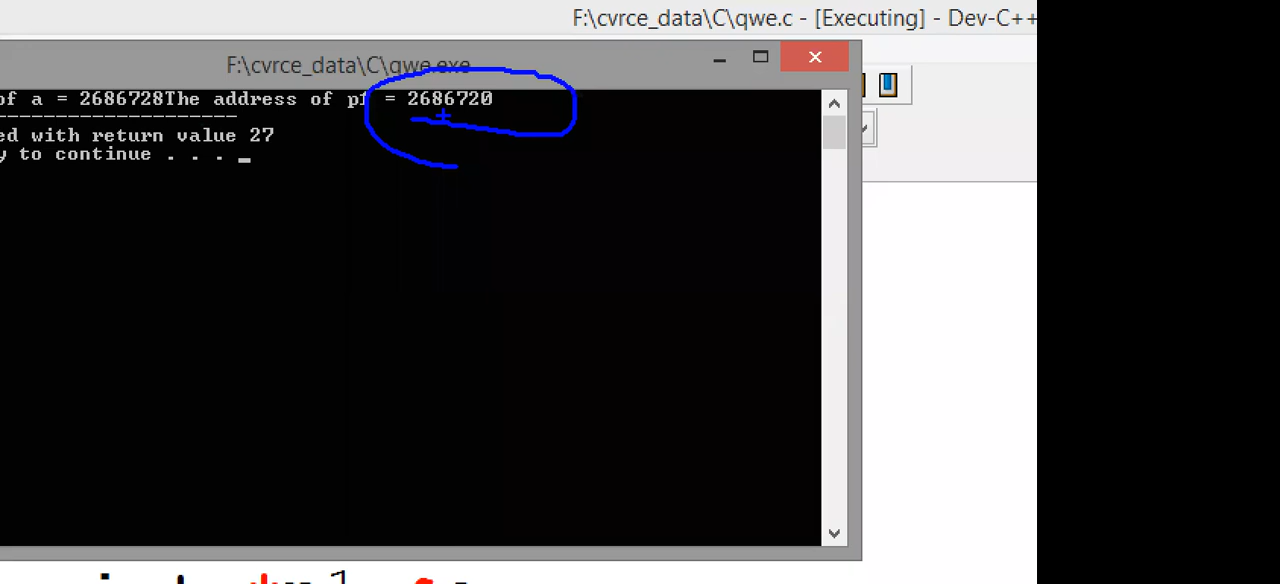 F:\cvrce_data\C\qwe.c - [Executing] - Dev-C++
F:\cvrce_data\C\qwe.exe
of a = 2686728The address of p1 = 2686720
--------------------
ed with return value 27
y to continue . . . _